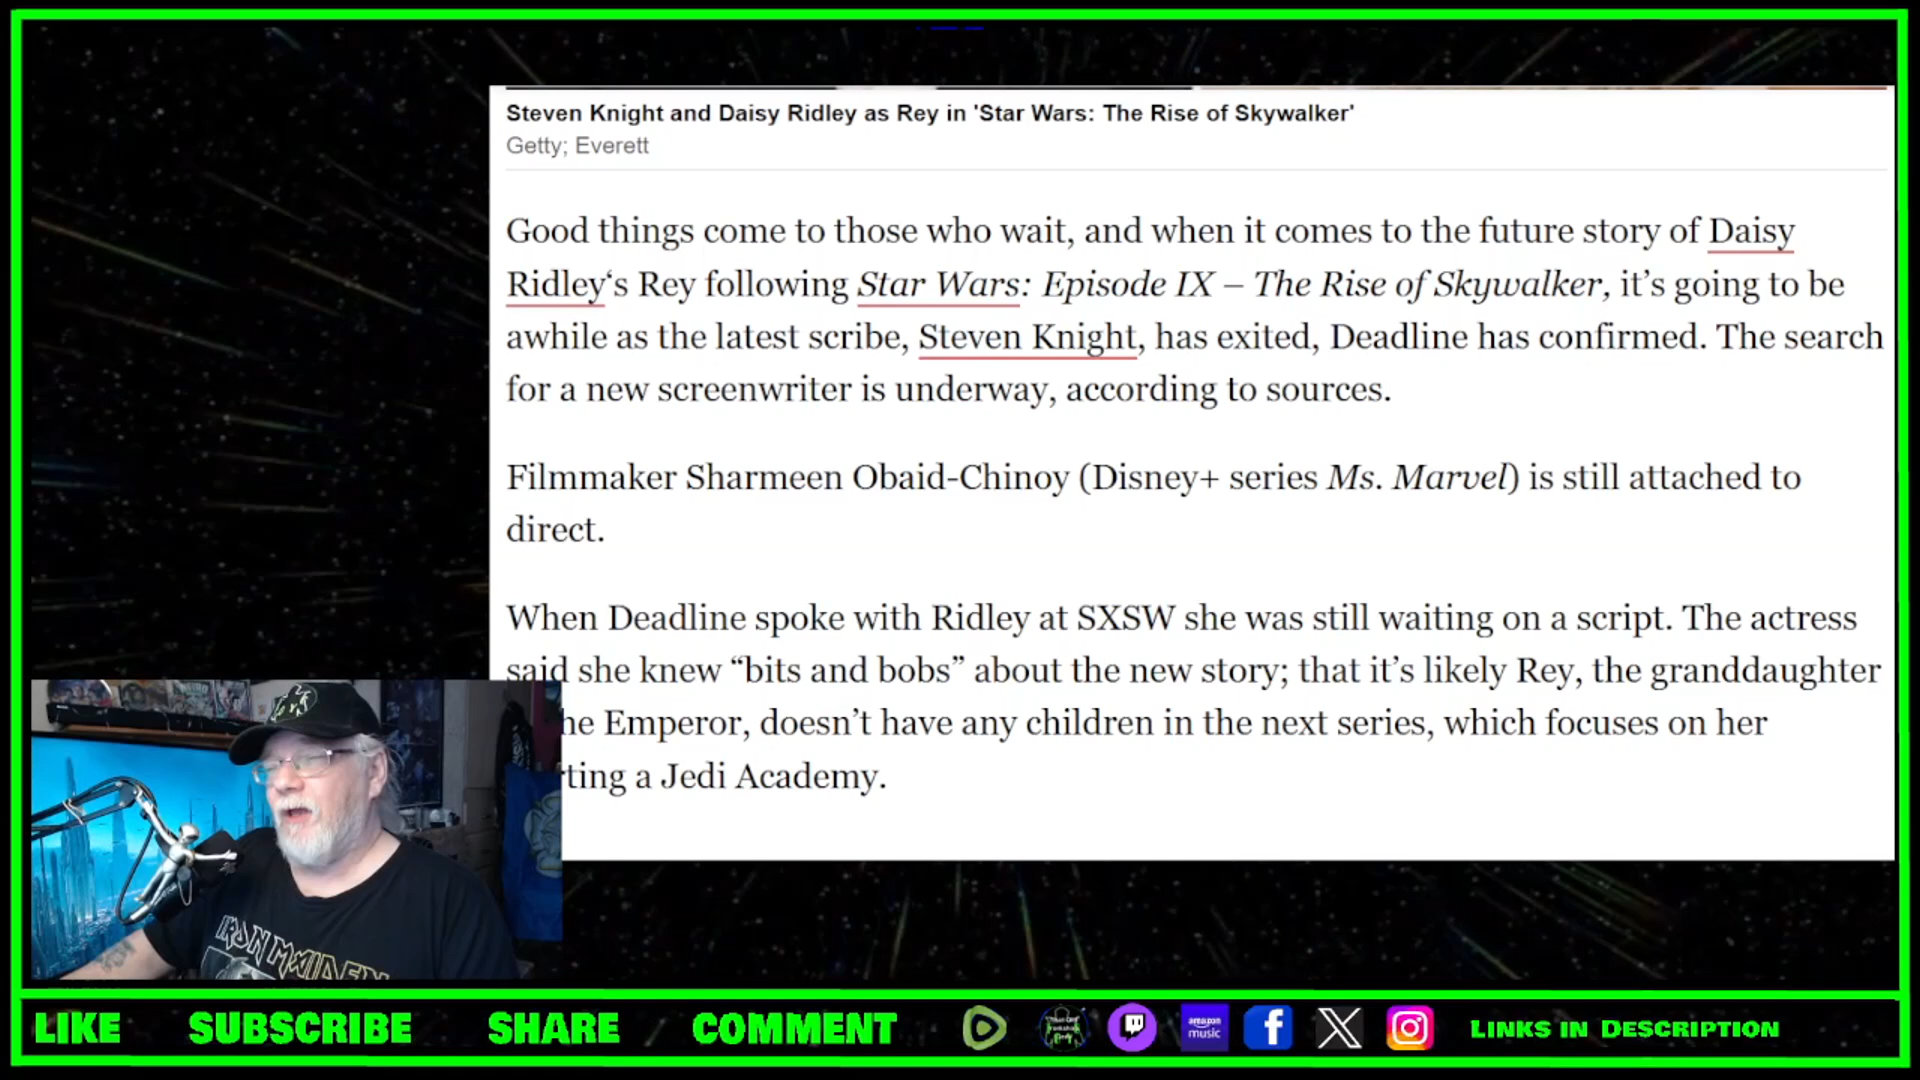 Steven Knight and Daisy Ridley as Rey in 'Star Wars: The Rise of Skywalker'
Getty; Everett
Good things come to those who wait, and when it comes to the future story of Daisy
Ridley‘s Rey following Star Wars: Episode IX – The Rise of Skywalker, it’s going to be
awhile as the latest scribe, Steven Knight, has exited, Deadline has confirmed. The search
for a new screenwriter is underway, according to sources.
Filmmaker Sharmeen Obaid-Chinoy (Disney+ series Ms. Marvel) is still attached to
direct.
When Deadline spoke with Ridley at SXSW she was still waiting on a script. The actress
said she knew “bits and bobs” about the new story; that it’s likely Rey, the granddaughter
he Emperor, doesn’t have any children in the next series, which focuses on her
rting a Jedi Academy.
IRON MAIDEN
LIKE SUBSCRIBE SHARE COMMENT amazon music LINKS IN DESCRIPTION